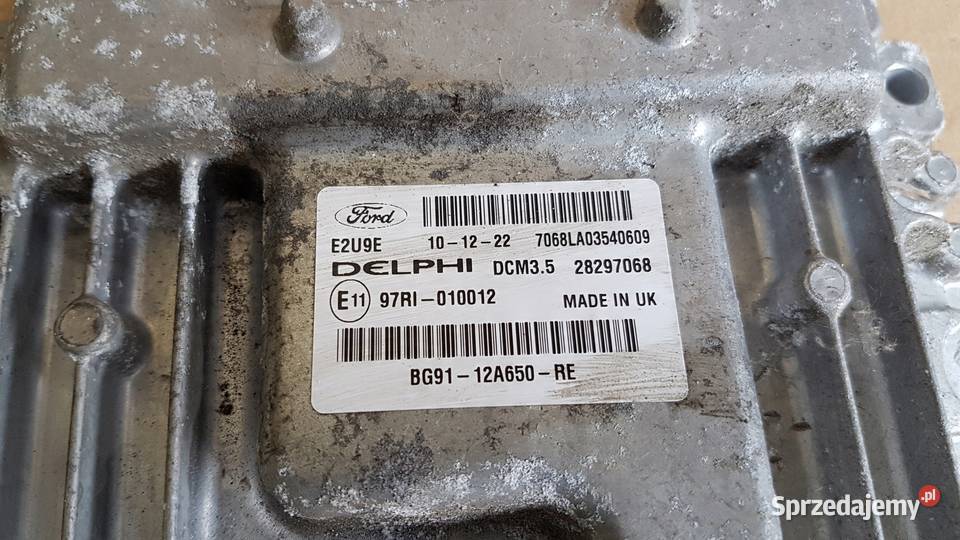 Ford
E2U9E 10-12-22 7068LA03540609
DELPHI DCM3.5 28297068
E11 97RI-010012 MADE IN UK
BG91-12A650-RE
Sprzedajemy.pl